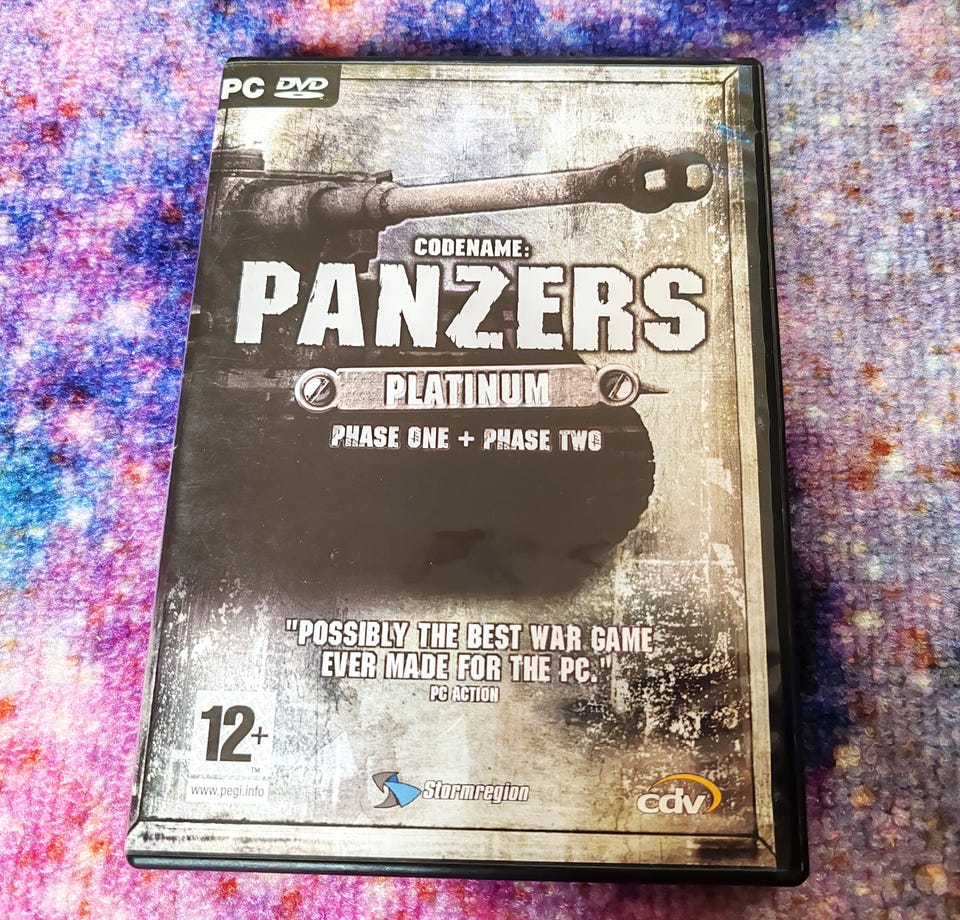 PC DVD
CODENAME:
PANZERS
PLATINUM
PHASE ONE + PHASE TWO
"POSSIBLY THE BEST WAR GAME
EVER MADE FOR THE PC."
PC ACTION
12+
TM
www.pegi.info
Stormregion
cdv